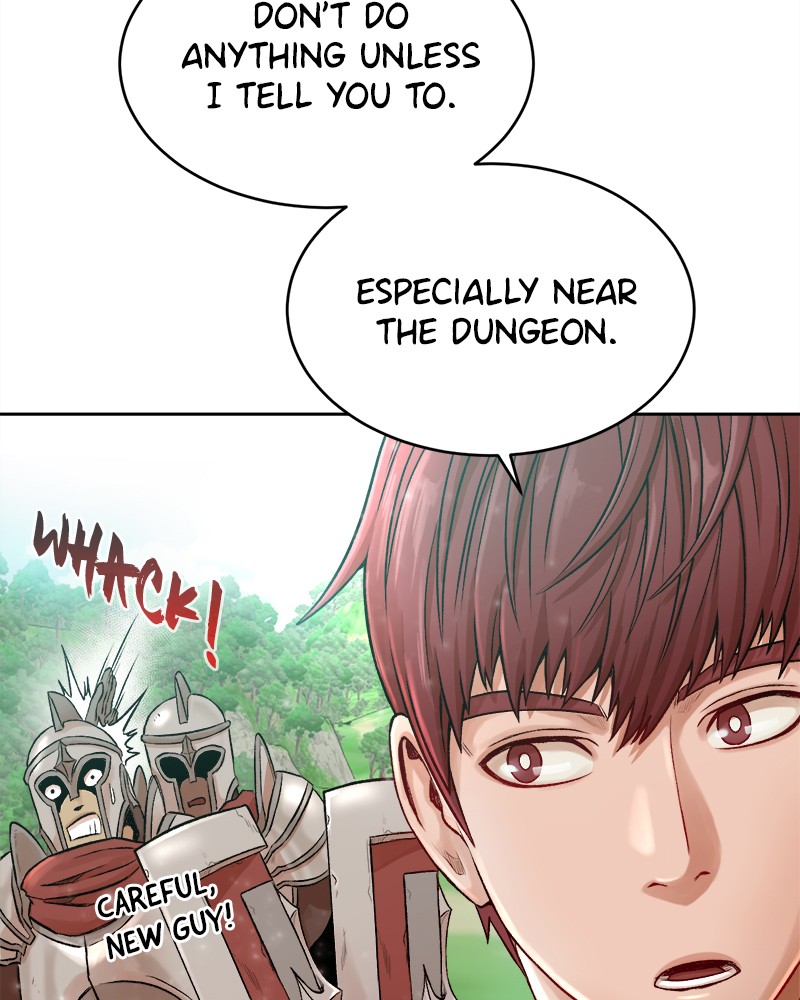 DON'T DO
ANYTHING UNLESS
I TELL YOU TO.
ESPECIALLY NEAR
THE DUNGEON.
WHACK!
CAREFUL,
NEW GUY!